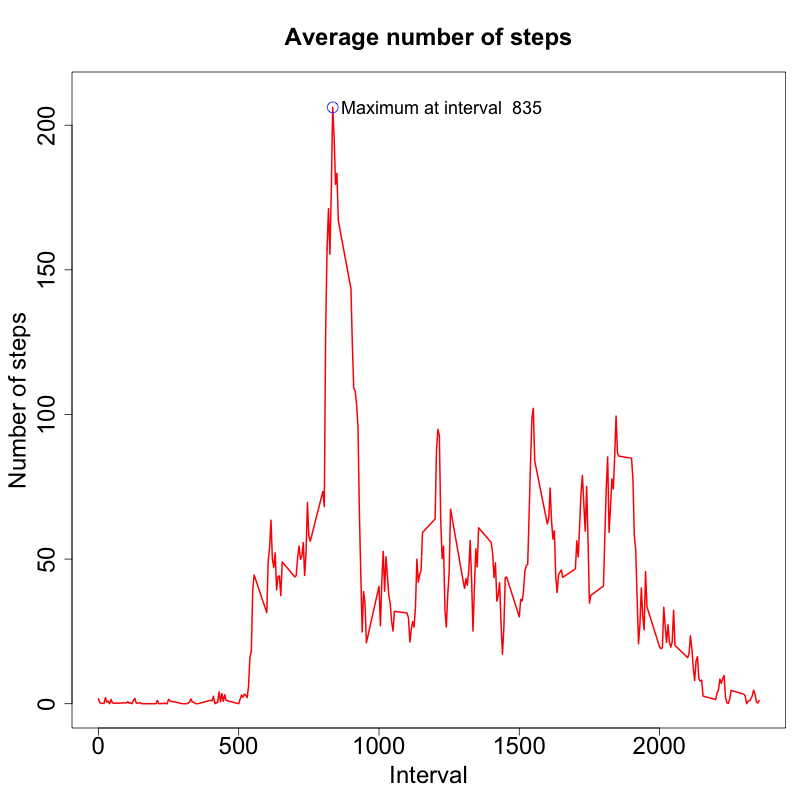 Average number of steps
Maximum at interval  835
Number of steps
200
150
100
50
0
0 500 1000 1500 2000
Interval